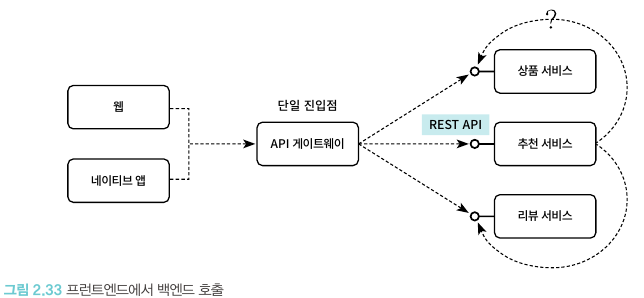 ?
상품 서비스
웹
단일 진입점
REST API
API 게이트웨이
추천 서비스
네이티브 앱
리뷰 서비스
그림 2.33 프런트엔드에서 백엔드 호출